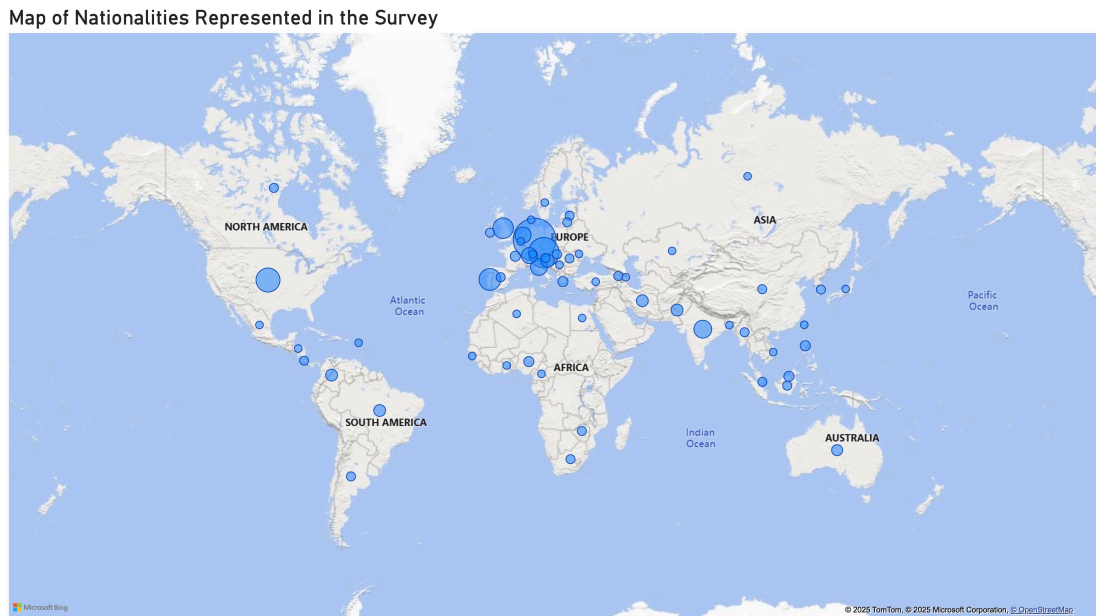 Map of Nationalities Represented in the Survey
NORTH AMERICA
ASIA
EUROPE
Atlantic
Ocean
Pacific
Ocean
AFRICA
SOUTH AMERICA
Indian
Ocean
AUSTRALIA
Microsoft Bing
© 2025 TomTom, © 2025 Microsoft Corporation, © OpenStreetMap